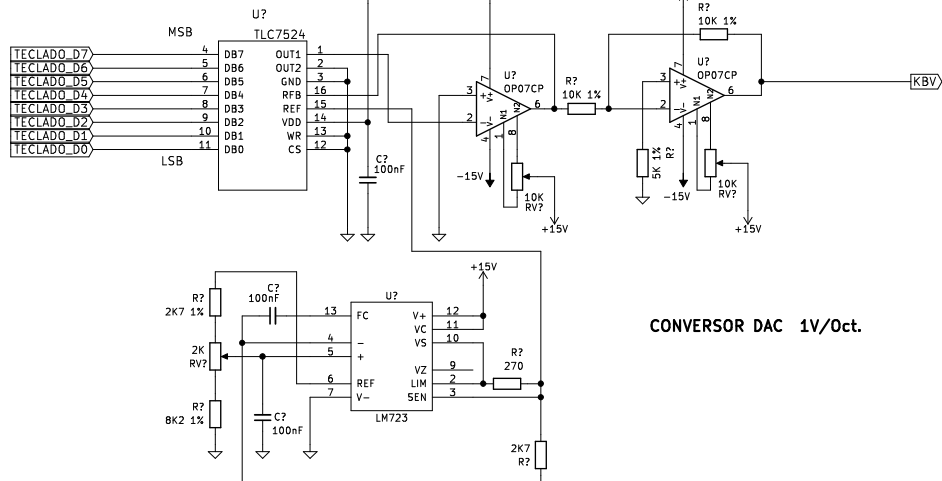 U?
TLC7524
MSB
TECLADO_D7 4 DB7 OUT1 1
TECLADO_D6 5 DB6 OUT2 2
TECLADO_D5 6 DB5 GND 3
TECLADO_D4 7 DB4 RFB 16
TECLADO_D3 8 DB3 REF 15
TECLADO_D2 9 DB2 VDD 14
TECLADO_D1 10 DB1 WR 13
TECLADO_D0 11 DB0 CS 12
LSB
C?
100nF
U?
OP07CP
3 + V+ 7
2 - V- 4
N1 1
N2 8
6
-15V
10K
RV?
+15V
R?
10K 1%
R?
10K 1%
U?
OP07CP
3 + V+ 7
2 - V- 4
N1 1
N2 8
6
5K 1%
R?
-15V
10K
RV?
+15V
KBV
+15V
U?
C?
100nF
R?
2K7 1%
2K
RV?
R?
8K2 1%
C?
100nF
13 FC V+ 12
VC 11
4 - VS 10
5 +
VZ 9
6 REF LIM 2
7 V- SEN 3
LM723
R?
270
2K7
R?
CONVERSOR DAC 1V/Oct.